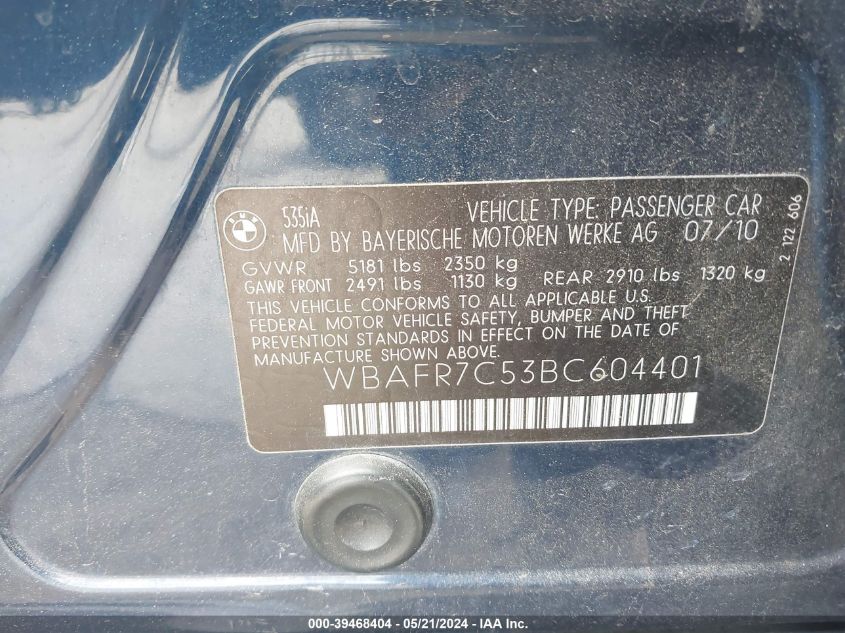 BMW
535iA
VEHICLE TYPE: PASSENGER CAR
MFD BY BAYERISCHE MOTOREN WERKE AG 07/10
GVWR 5181 lbs 2350 kg
GAWR FRONT 2491 lbs 1130 kg REAR 2910 lbs 1320 kg
THIS VEHICLE CONFORMS TO ALL APPLICABLE U.S.
FEDERAL MOTOR VEHICLE SAFETY, BUMPER AND THEFT
PREVENTION STANDARDS IN EFFECT ON THE DATE OF
MANUFACTURE SHOWN ABOVE.
WBAFR7C53BC604401
2 122 606
000-39468404 - 05/21/2024 - IAAI.com